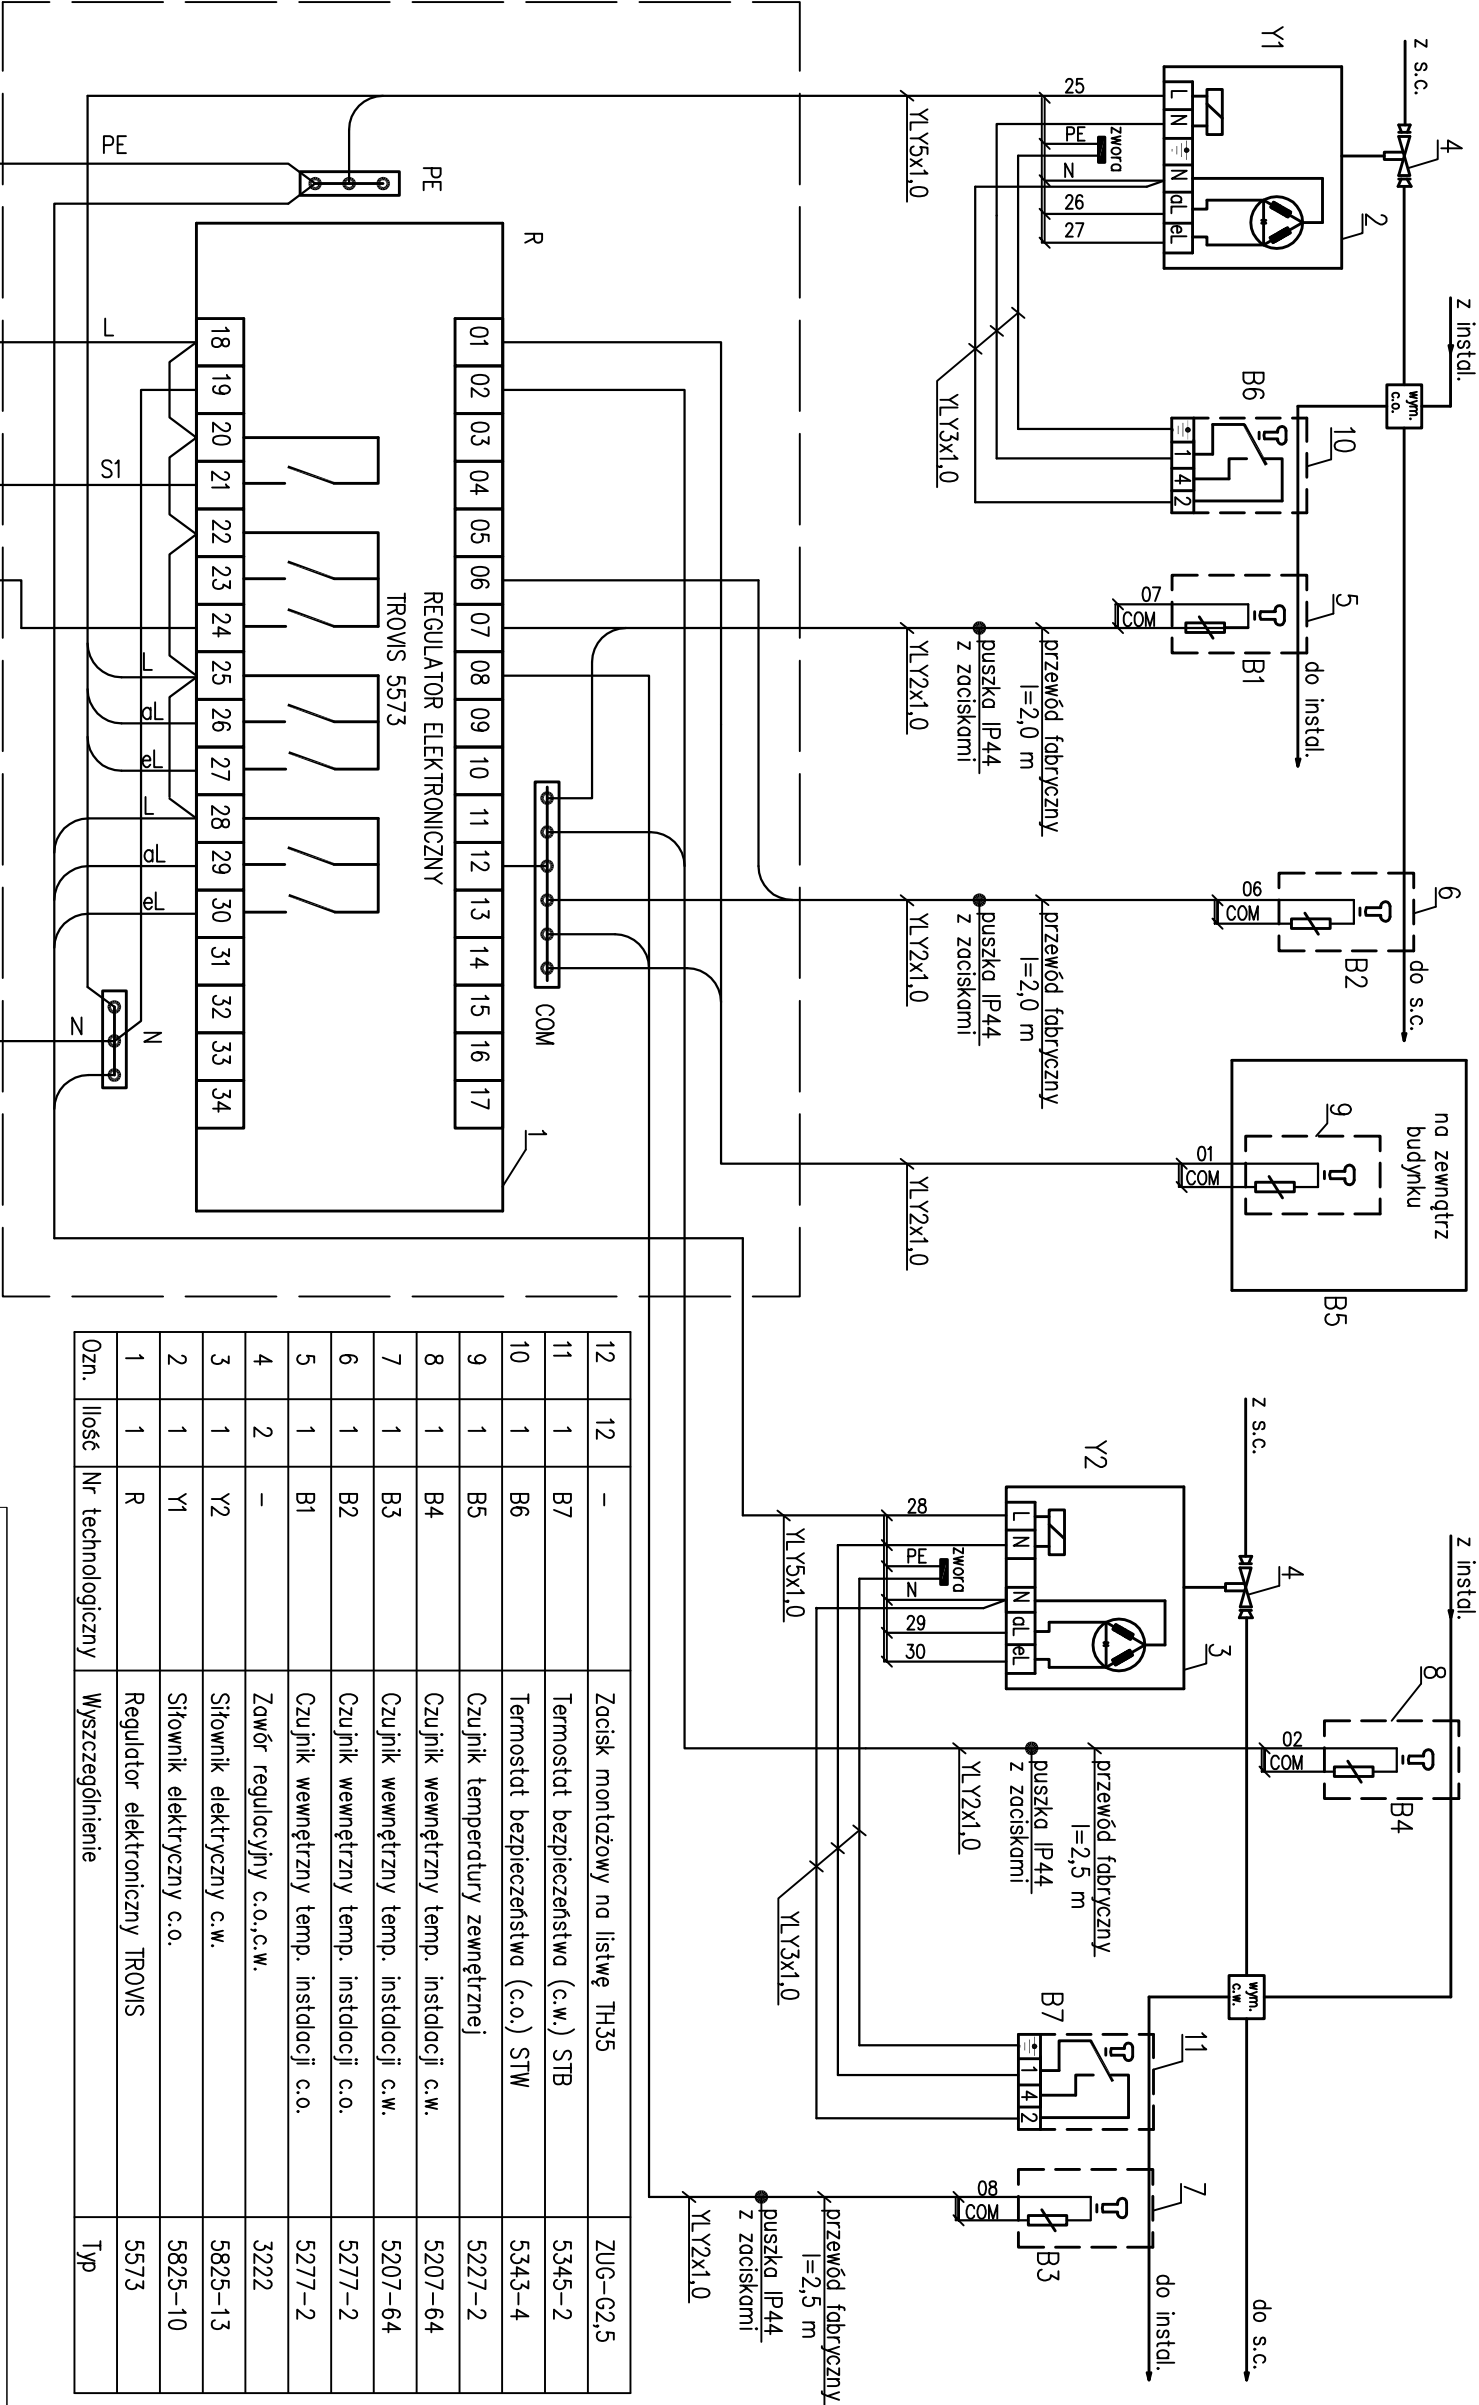 z s.c.
4
Y1
2
L
N
N
aL
eL
25
PE
zwora
N
26
27
YLY5x1,0
z instal.
wym.
c.o.
B6
10
1
4
2
YLY3x1,0
do instal.
5
B1
07
COM
przewód fabryczny
l=2,0 m
puszka IP44
z zaciskami
YLY2x1,0
do s.c.
6
B2
06
COM
przewód fabryczny
l=2,0 m
puszka IP44
z zaciskami
YLY2x1,0
na zewnątrz
budynku
9
B5
01
COM
YLY2x1,0
z s.c.
4
Y2
3
L
N
N
aL
eL
28
PE
zwora
N
29
30
YLY5x1,0
z instal.
8
B4
02
COM
przewód fabryczny
l=2,5 m
puszka IP44
z zaciskami
YLY2x1,0
wym.
c.w.
B7
11
1
4
2
YLY3x1,0
7
B3
08
COM
przewód fabryczny
l=2,5 m
puszka IP44
z zaciskami
YLY2x1,0
do s.c.
do instal.
PE
PE
R
01 02 03 04 05 06 07 08 09 10 11 12 13 14 15 16 17
COM
REGULATOR ELEKTRONICZNY
TROVIS 5573
1
18 19 20 21 22 23 24 25 26 27 28 29 30 31 32 33 34
L
S1
L
aL
eL
L
aL
eL
N
N
12 12 – Zacisk montażowy na listwę TH35 ZUG–G2,5
11 1 B7 Termostat bezpieczeństwa (c.w.) STB 5345–2
10 1 B6 Termostat bezpieczeństwa (c.o.) STW 5343–4
9 1 B5 Czujnik temperatury zewnętrznej 5227–2
8 1 B4 Czujnik wewnętrzny temp. instalacji c.w. 5207–64
7 1 B3 Czujnik wewnętrzny temp. instalacji c.w. 5207–64
6 1 B2 Czujnik wewnętrzny temp. instalacji c.o. 5277–2
5 1 B1 Czujnik wewnętrzny temp. instalacji c.o. 5277–2
4 2 – Zawór regulacyjny c.o.,c.w. 3222
3 1 Y2 Siłownik elektryczny c.w. 5825–13
2 1 Y1 Siłownik elektryczny c.o. 5825–10
1 1 R Regulator elektroniczny TROVIS 5573
Ozn. Ilość Nr technologiczny Wyszczególnienie Typ